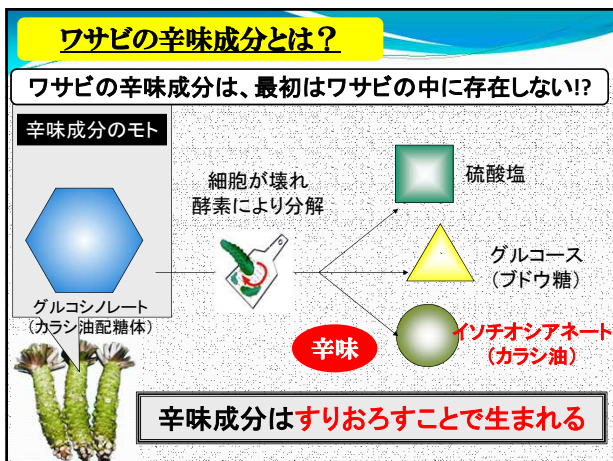 ワサビの辛味成分とは？
ワサビの辛味成分は、最初はワサビの中に存在しない!?
辛味成分のモト
細胞が壊れ
酵素により分解
硫酸塩
グルコース
（ブドウ糖）
グルコシノレート
（カラシ油配糖体）
辛味
イソチオシアネート
（カラシ油）
辛味成分はすりおろすことで生まれる